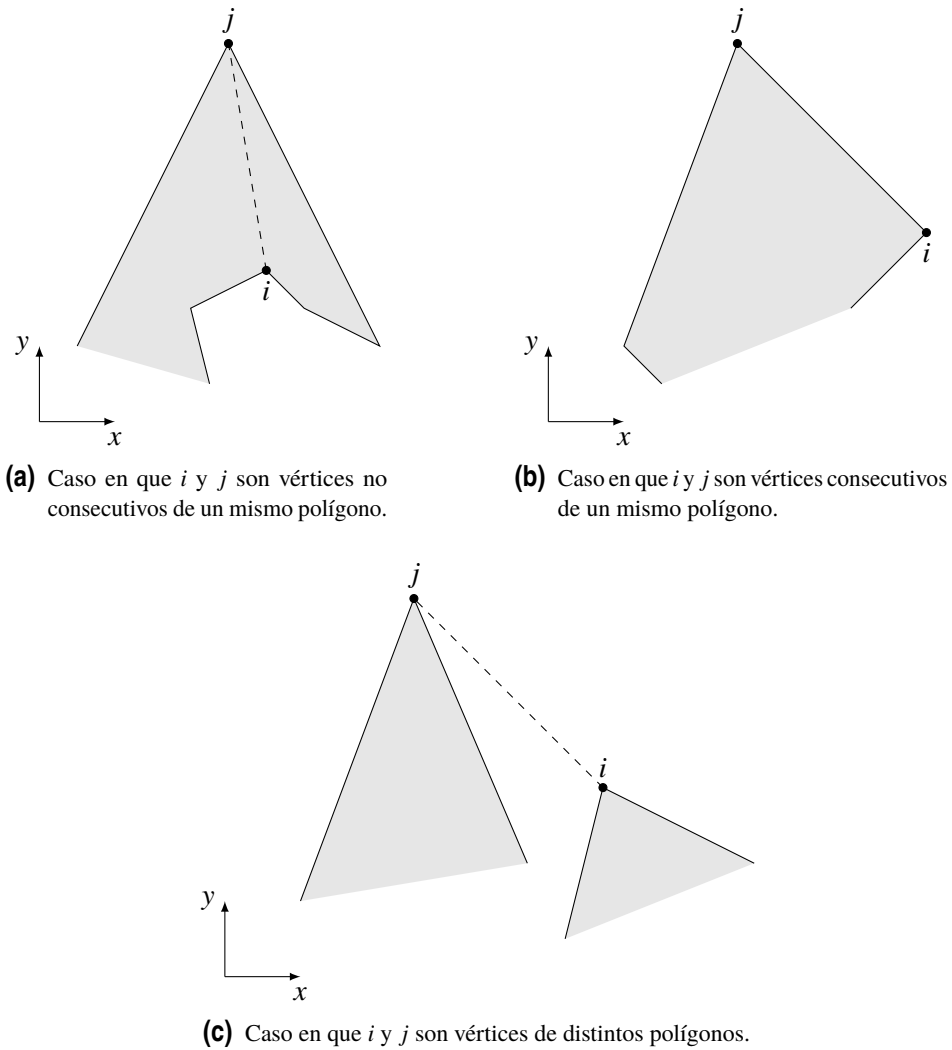 j
i
y
x
(a) Caso en que i y j son vértices no
consecutivos de un mismo polígono.
j
i
y
x
(b) Caso en que i y j son vértices consecutivos
de un mismo polígono.
j
i
y
x
(c) Caso en que i y j son vértices de distintos polígonos.